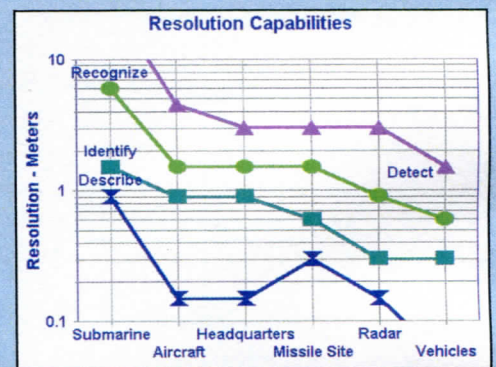 Resolution Capabilities
Resolution - Meters
10
1
0.1
Recognize
Identify
Describe
Detect
Submarine
Aircraft
Headquarters
Missile Site
Radar
Vehicles